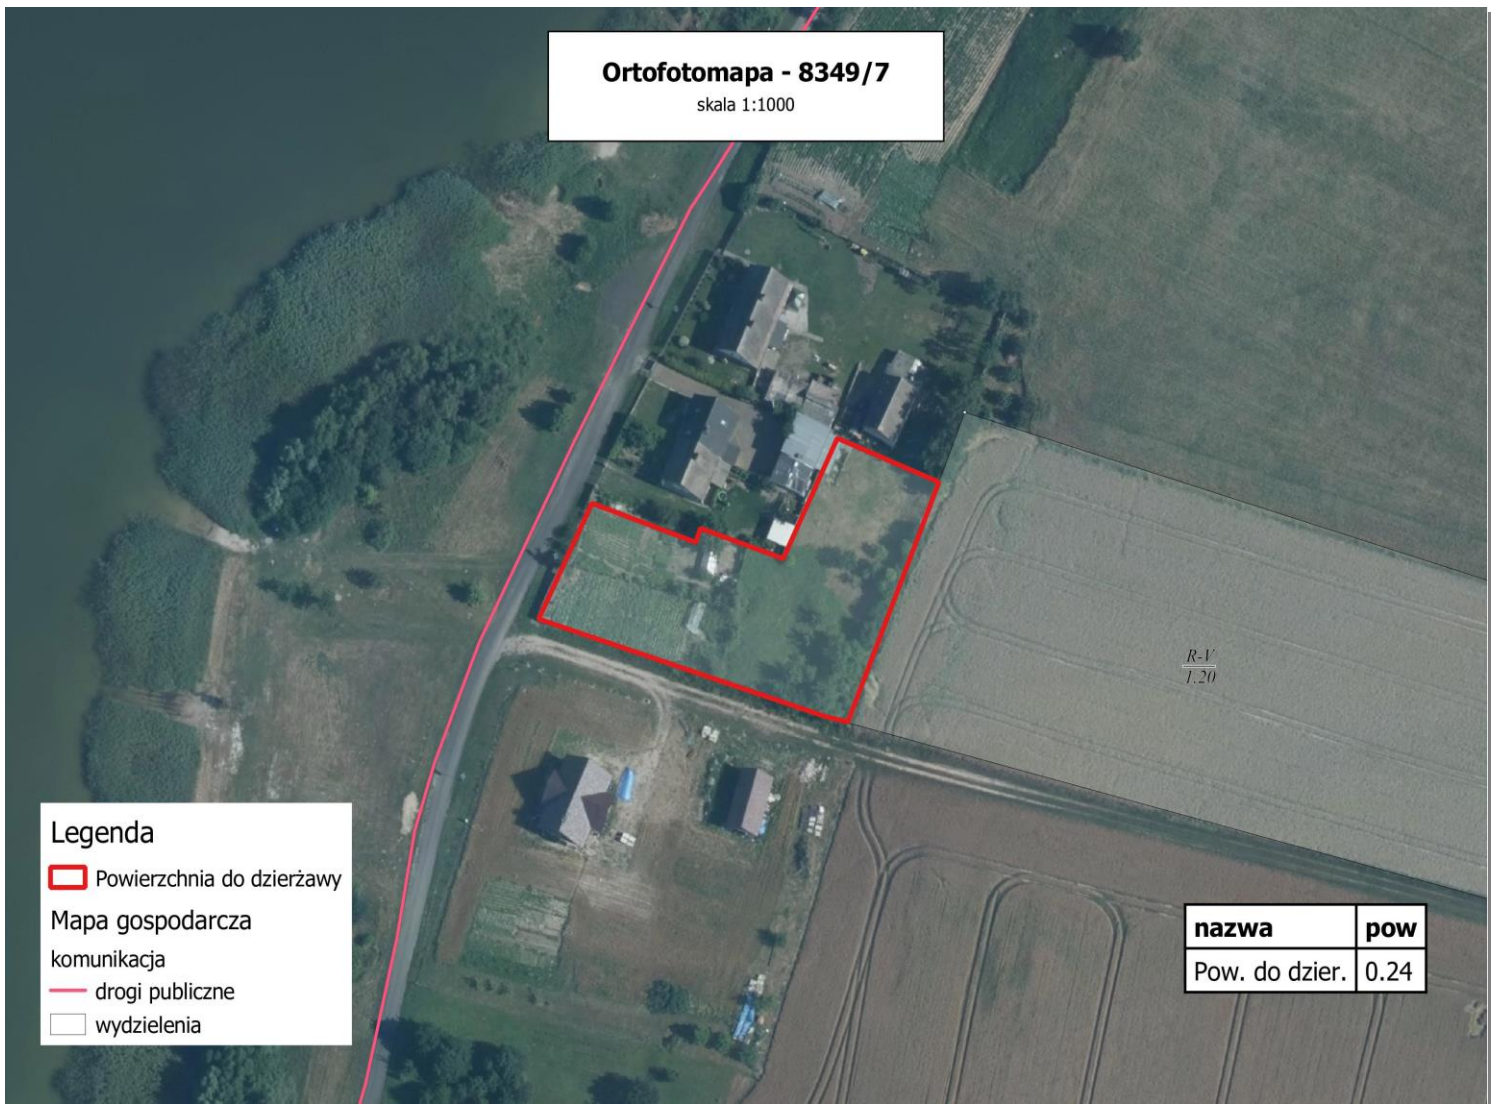 Ortofotomapa - 8349/7
skala 1:1000
R-V
1.20
Legenda
Powierzchnia do dzierżawy
Mapa gospodarcza
komunikacja
drogi publiczne
wydzielenia
nazwa pow
Pow. do dzier. 0.24